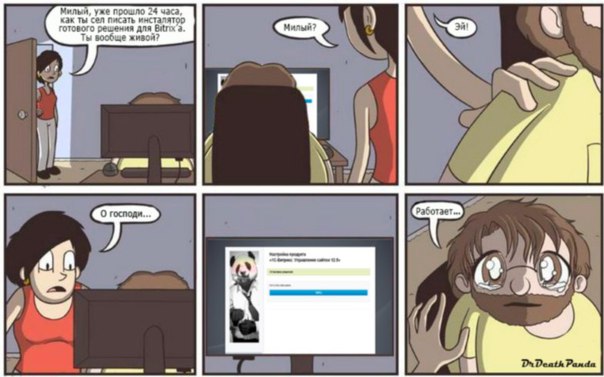 Милый, уже прошло 24 часа,
как ты сел писать инсталятор
готового решения для Bitrix'а.
Ты вообще живой?
Милый?
Эй!
О господи...
Настройка продукта
«1С-Битрикс: Управление сайтом 12.5»
Работает...
DrDeathPanda